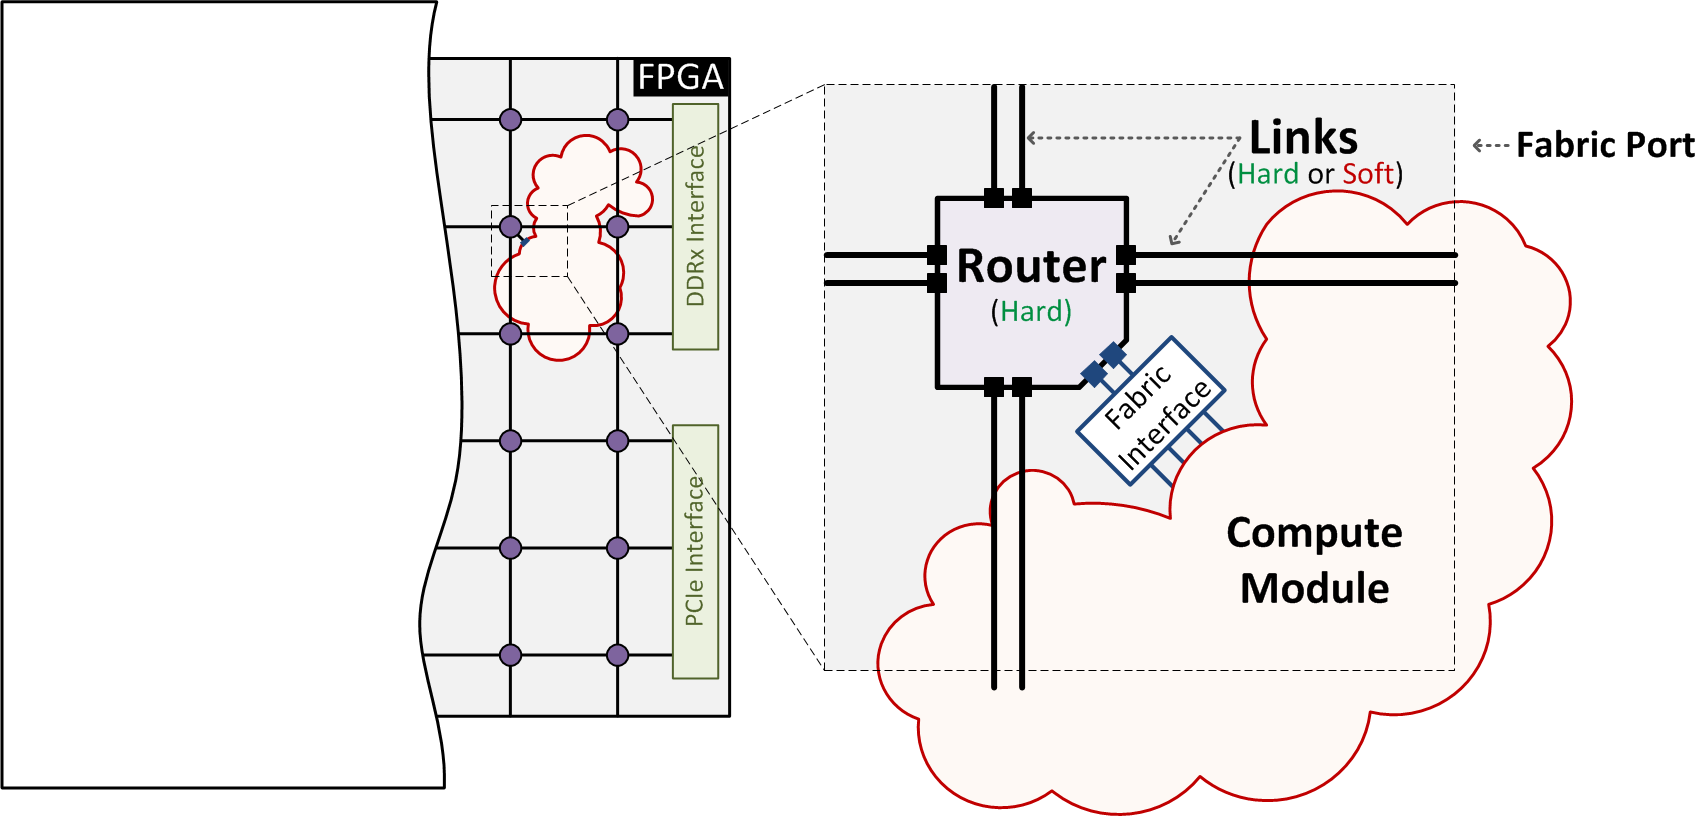 FPGA
DDRx Interface
PCIe Interface
Links
(Hard or Soft)
Fabric Port
Router
(Hard)
Fabric
Interface
Compute
Module